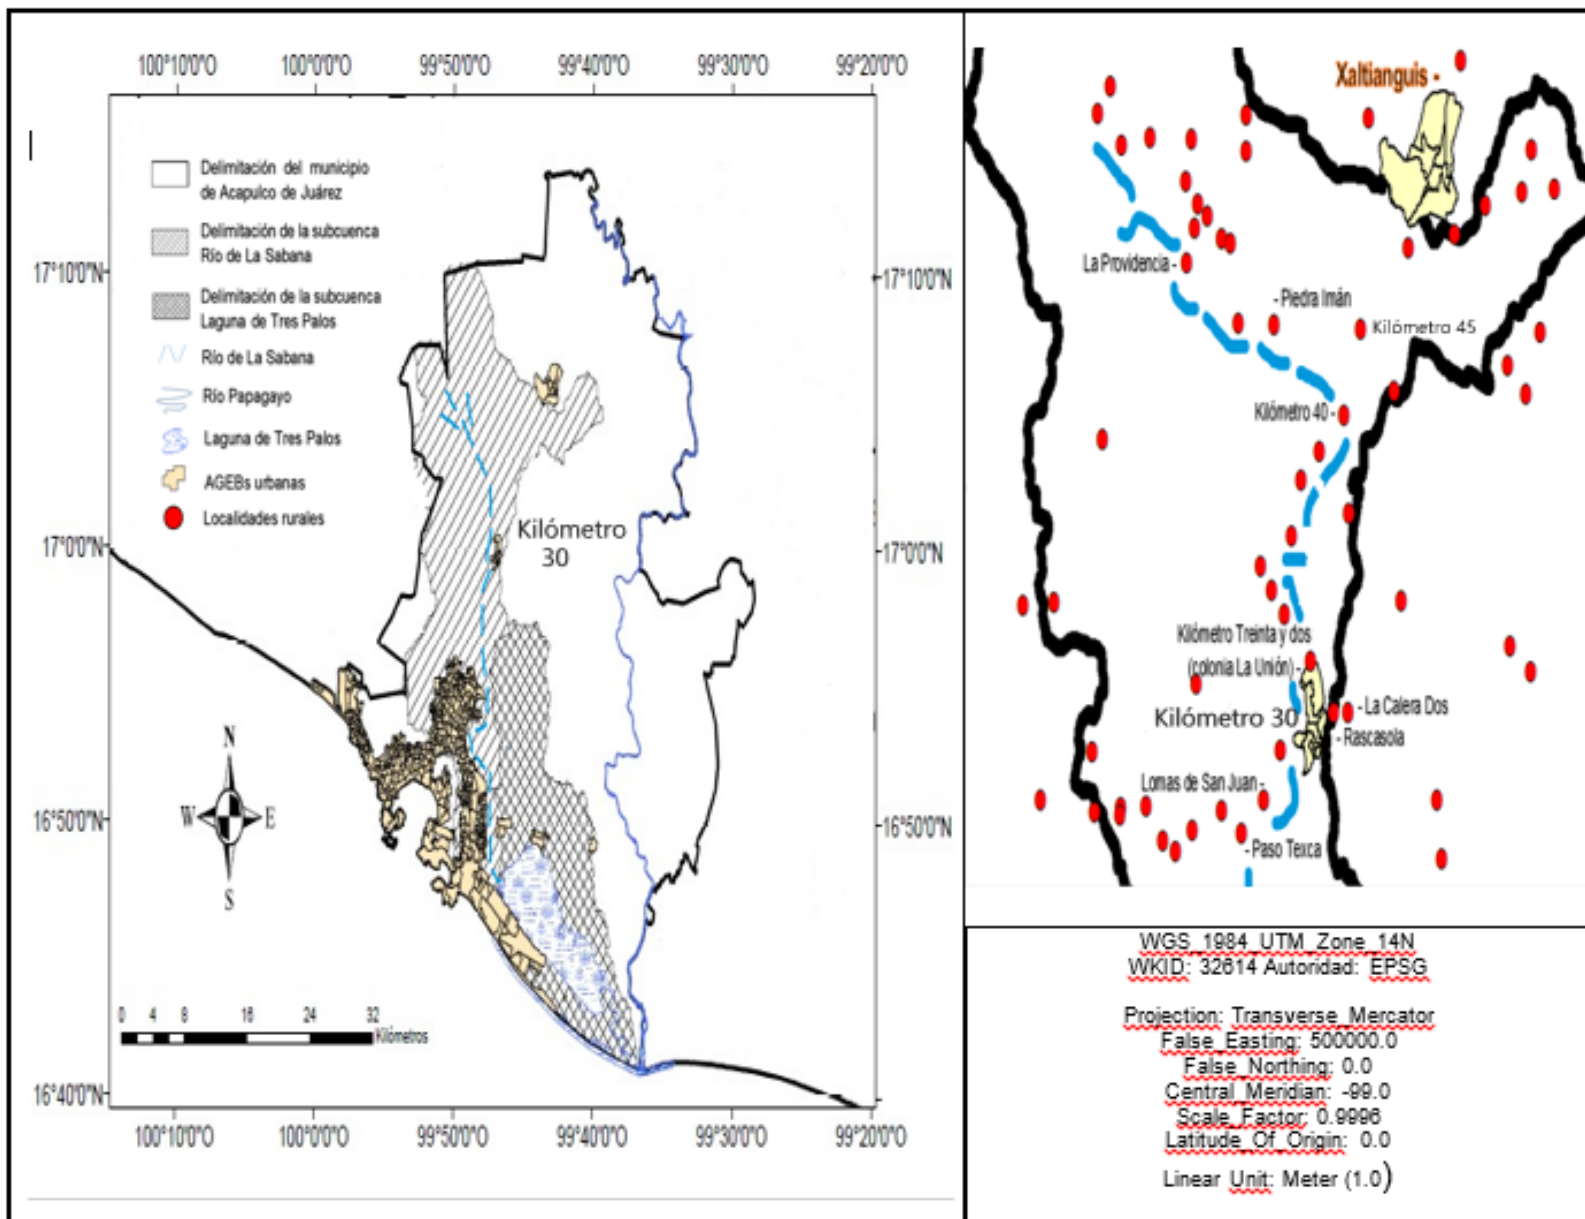 100°10'0"O 100°0'0"O 99°50'0"O 99°40'0"O 99°30'0"O 99°20'0"O
Delimitación del municipio
de Acapulco de Juárez
Delimitación de la subcuenca
Río de La Sabana
Delimitación de la subcuenca
Laguna de Tres Palos
Río de La Sabana
Río Papagayo
Laguna de Tres Palos
AGEBs urbanas
Localidades rurales
17°10'0"N 17°10'0"N
Kilómetro
30
17°0'0"N 17°0'0"N
N
W E
S
16°50'0"N 16°50'0"N
0 4 8 16 24 32
Kilómetros
16°40'0"N
100°10'0"O 100°0'0"O 99°50'0"O 99°40'0"O 99°30'0"O 99°20'0"O
Xaltianguis -
La Providencia -
- Piedra Imán
Kilómetro 45
Kilómetro 40 -
Kilómetro Treinta y dos
(colonia La Unión) -
Kilómetro 30
- La Calera Dos
- Rascasola
Lomas de San Juan -
- Paso Texca
WGS_1984_UTM_Zone_14N
WKID: 32614 Autoridad: EPSG
Projection: Transverse_Mercator
False_Easting: 500000.0
False_Northing: 0.0
Central_Meridian: -99.0
Scale_Factor: 0.9996
Latitude_Of_Origin: 0.0
Linear Unit: Meter (1.0)